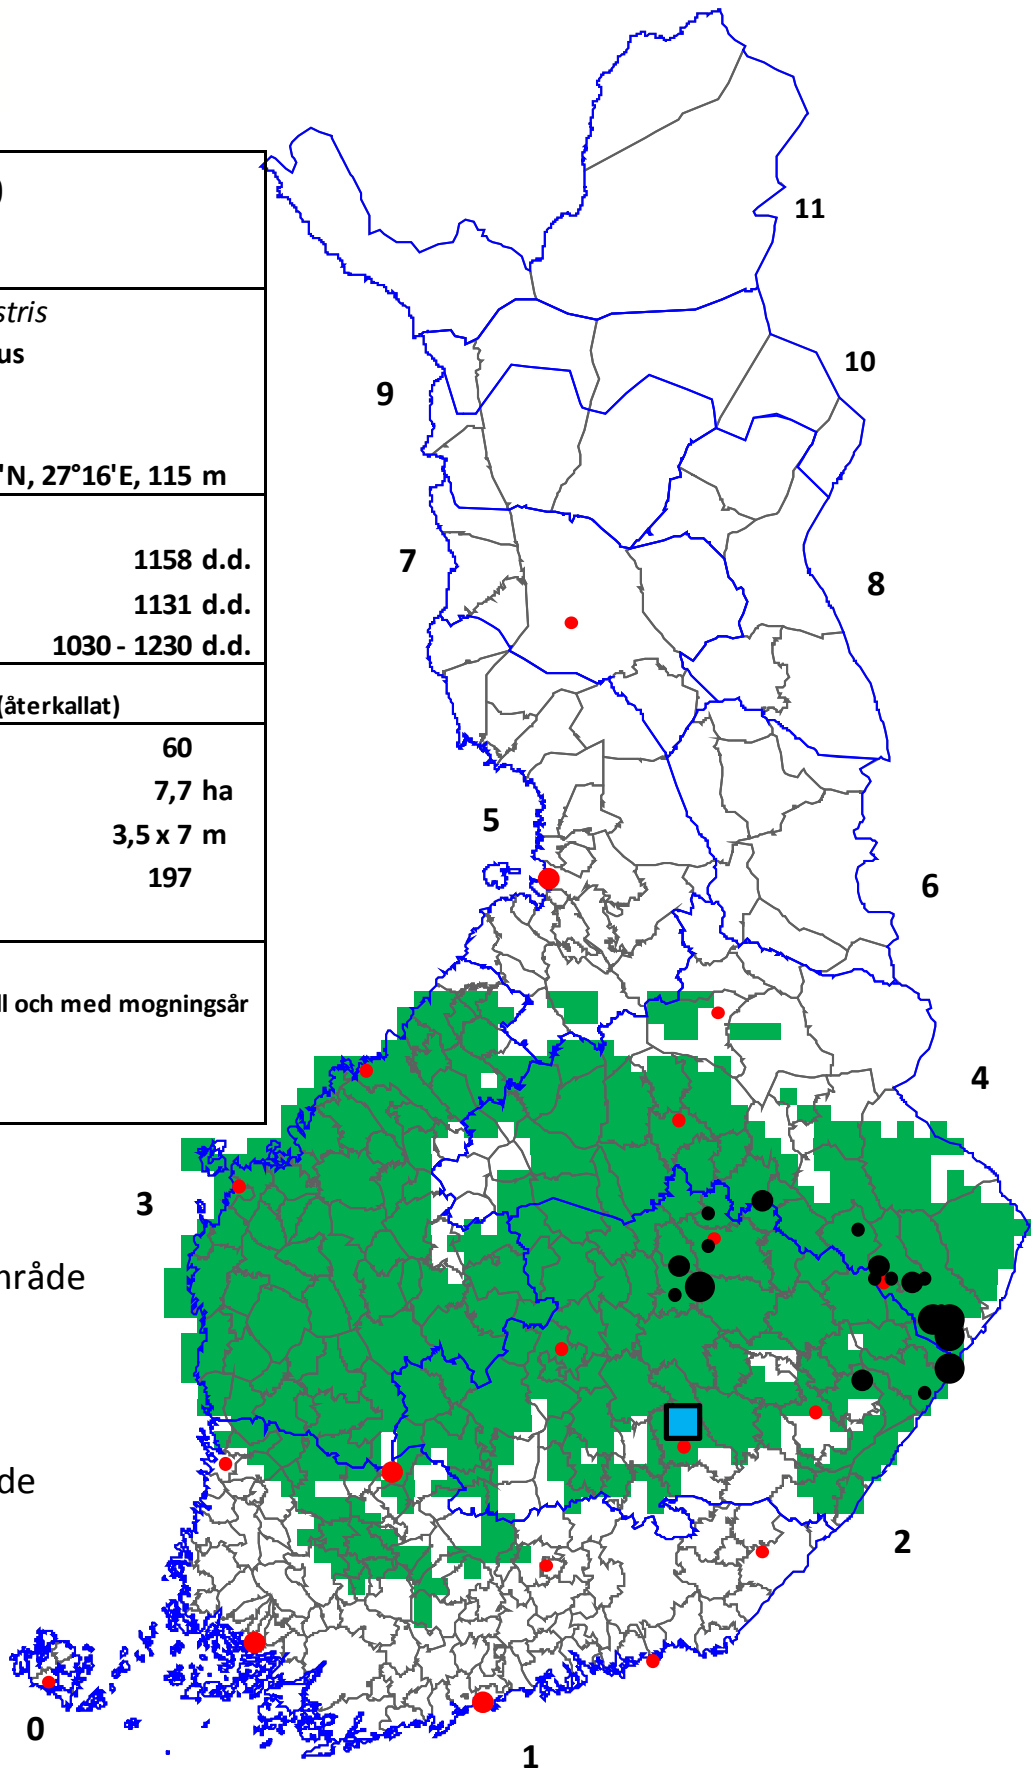 )
stris
us
'N, 27°16'E, 115 m
1158 d.d.
1131 d.d.
1030 - 1230 d.d.
(återkallat)
60
7,7 ha
3,5 x 7 m
197
ll och med mogningsår
mråde
de
11
10
9
7
8
5
6
4
3
2
0
1